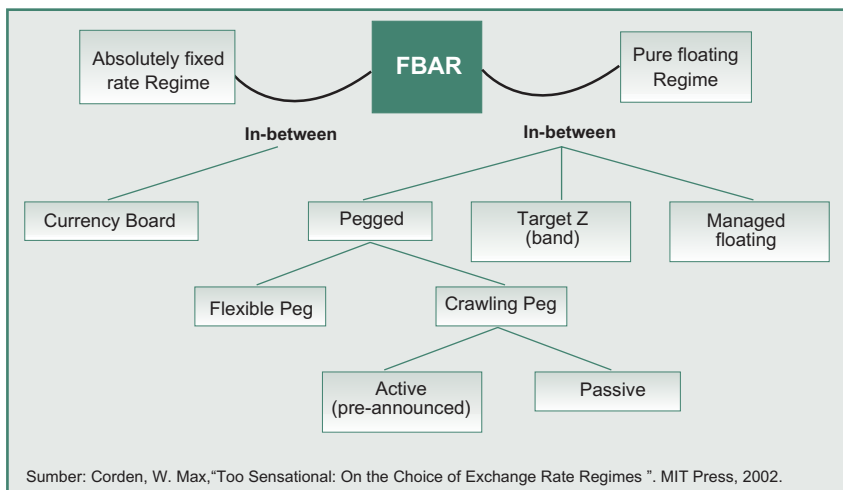 Absolutely fixed
rate Regime
FBAR
Pure floating
Regime
In-between
In-between
Currency Board
Pegged
Target Z
(band)
Managed
floating
Flexible Peg
Crawling Peg
Active
(pre-announced)
Passive
Sumber: Corden, W. Max,“Too Sensational: On the Choice of Exchange Rate Regimes ”. MIT Press, 2002.